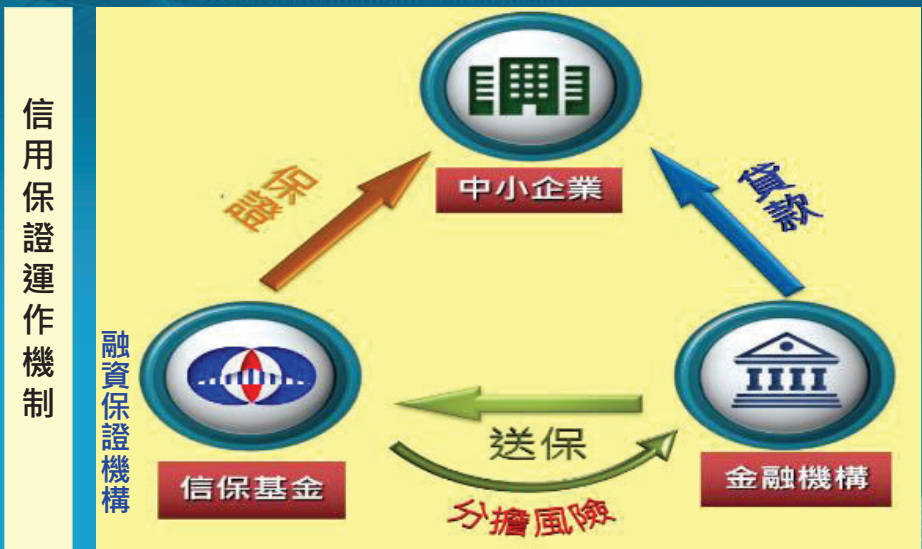 信用保證運作機制
中小企業
保證
貸款
融資保證機構
送保
信保基金
金融機構
分擔風險